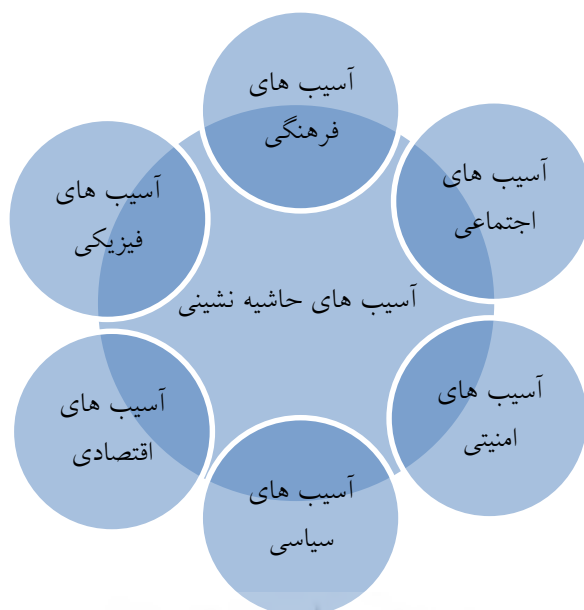 آسیب های
فرهنگی
آسیب های
اجتماعی
آسیب های
امنیتی
آسیب های
سیاسی
آسیب های
اقتصادی
آسیب های
فیزیکی
آسیب های حاشیه نشینی